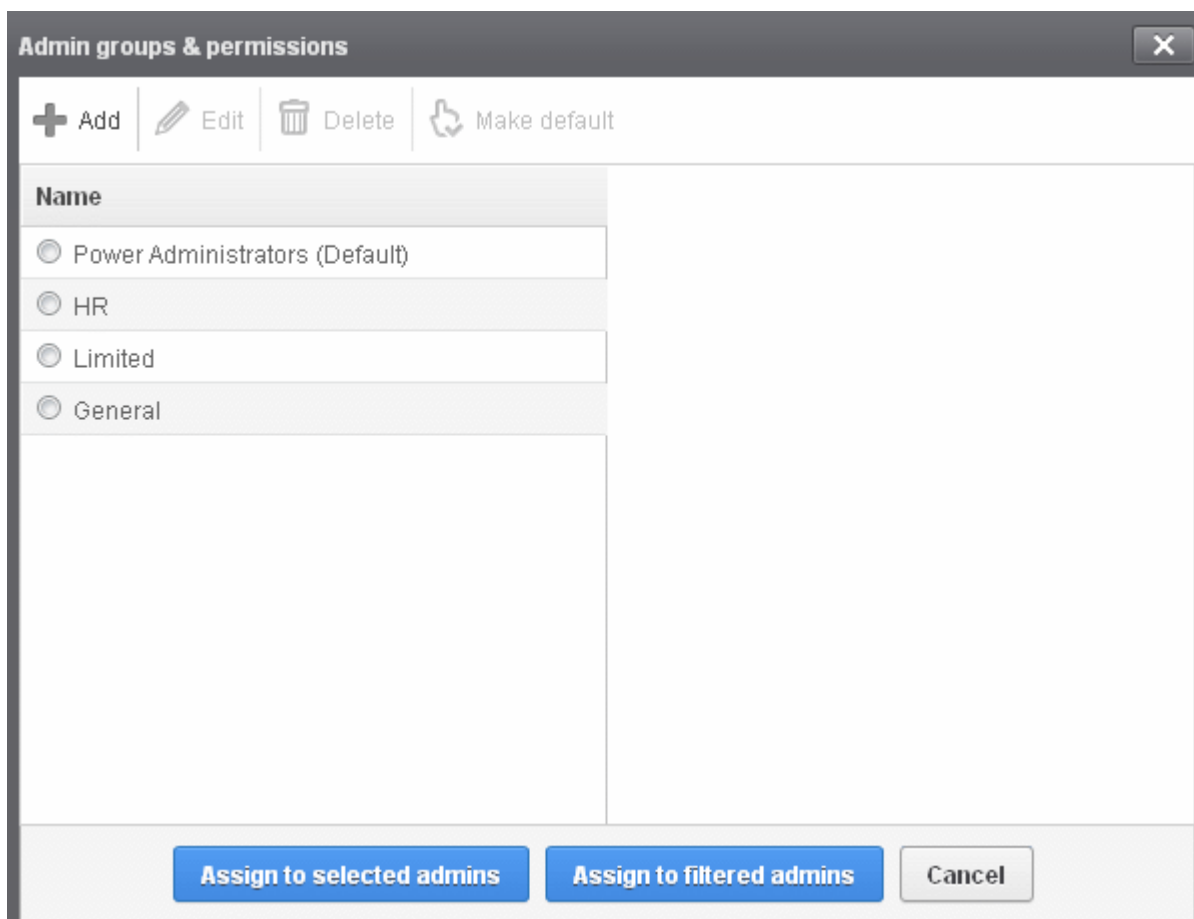 Admin groups & permissions
Add Edit Delete Make default
Name
Power Administrators (Default)
HR
Limited
General
Assign to selected admins Assign to filtered admins Cancel